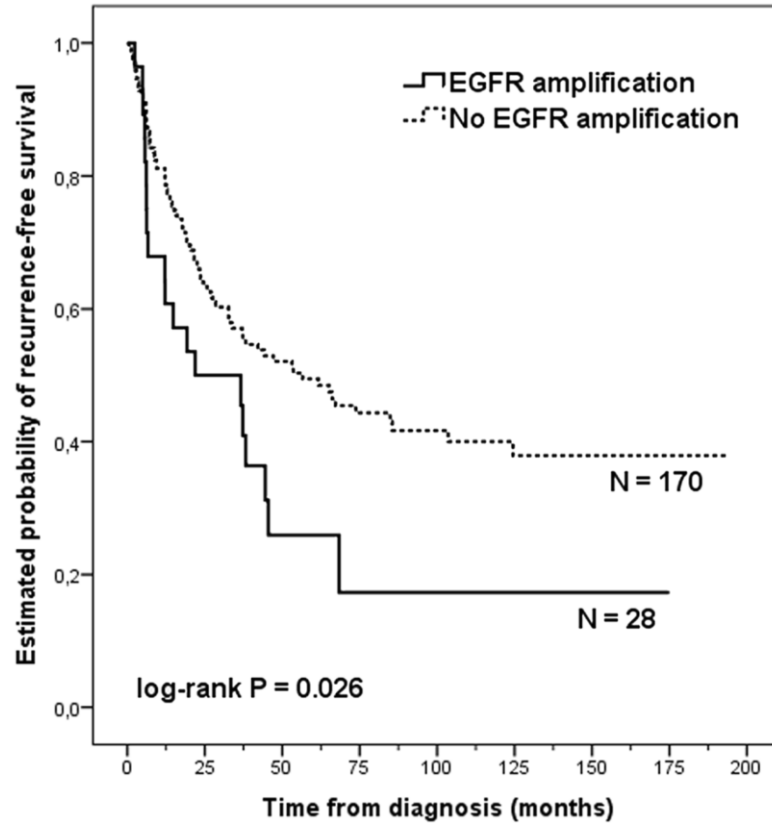 1,0
0,8
0,6
0,4
0,2
0,0
Estimated probability of recurrence-free survival
EGFR amplification
No EGFR amplification
N = 170
N = 28
log-rank P = 0.026
0 25 50 75 100 125 150 175 200
Time from diagnosis (months)